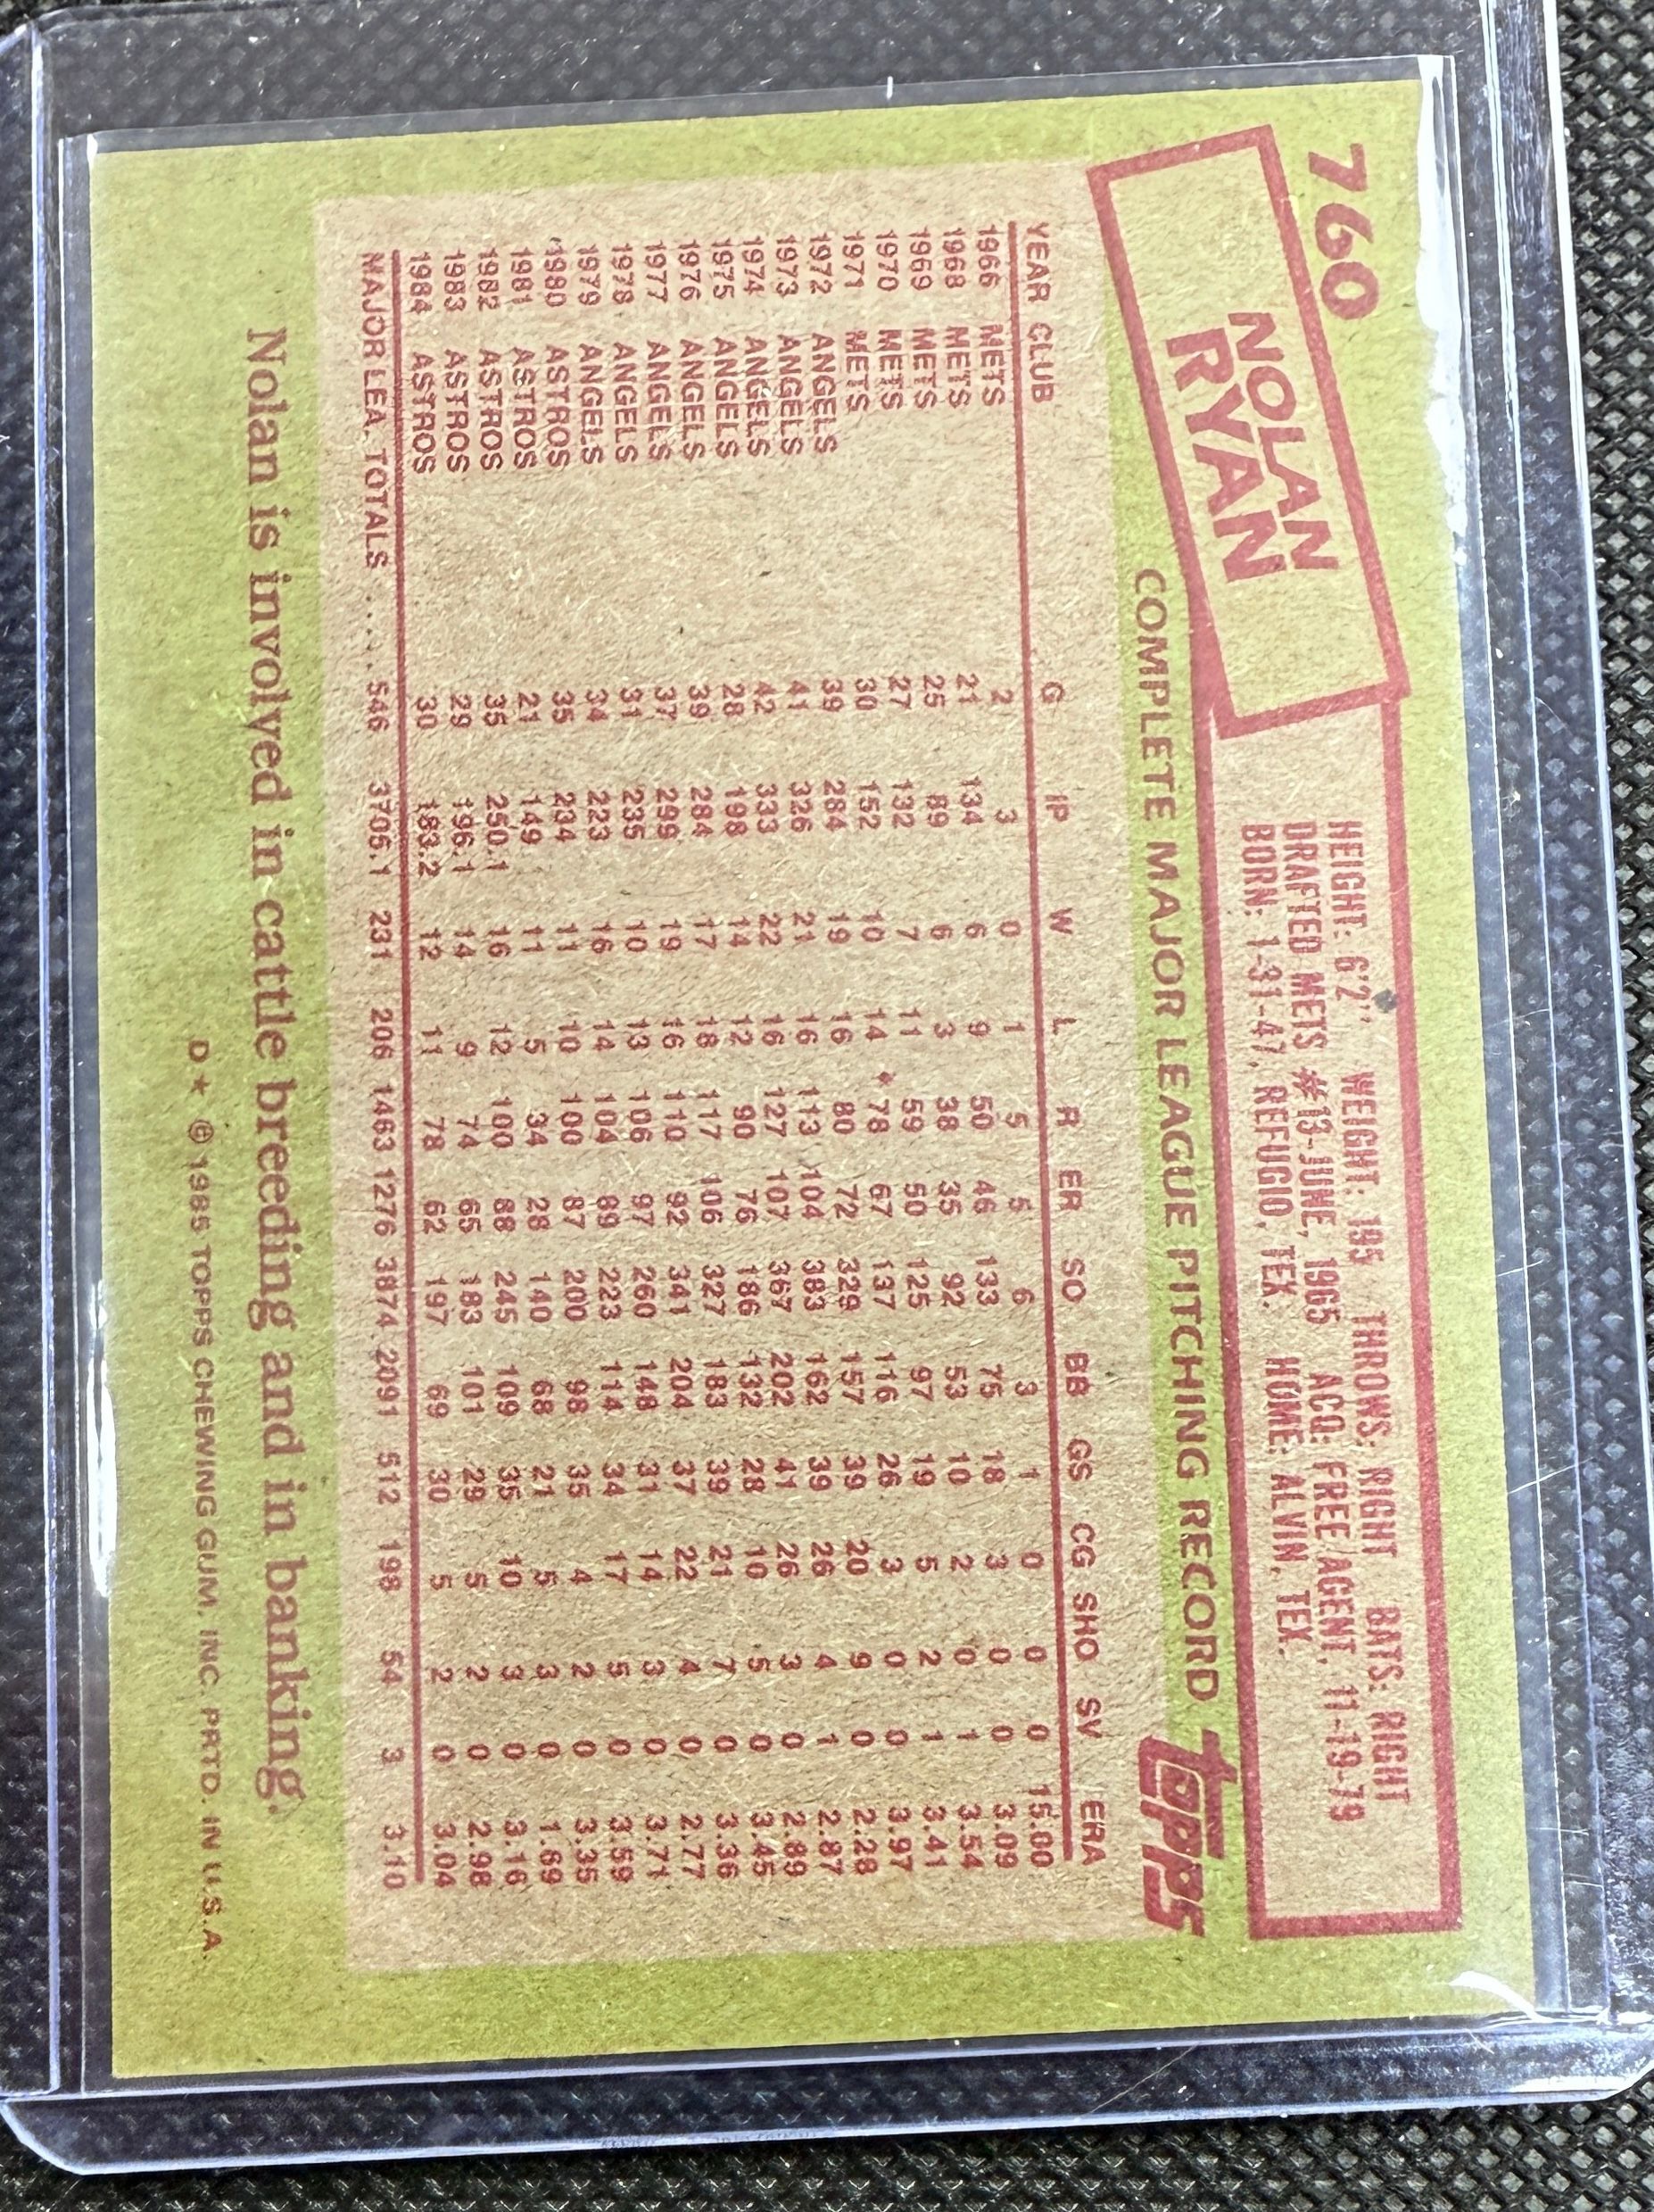 760
NOLAN
RYAN
HEIGHT: 6'2" WEIGHT: 195 THROWS: RIGHT BATS: RIGHT
DRAFTED METS #13-JUNE, 1965 ACQ: FREE AGENT, 11-19-79
BORN: 1-31-47, REFUGIO, TEX. HOME: ALVIN, TEX.
COMPLETE MAJOR LEAGUE PITCHING RECORD topps
YEAR CLUB G IP W L R ER SO BB GS CG SHO SV ERA
1966 METS 2 3 0 1 5 5 6 3 1 0 0 0 15.00
1968 METS 21 134 6 9 50 46 133 75 18 3 0 0 3.09
1969 METS 25 89 6 3 38 35 92 53 10 2 0 1 3.54
1970 METS 27 132 7 11 59 50 125 97 19 5 2 1 3.41
1971 METS 30 152 10 14 78 67 137 116 26 3 0 0 3.97
1972 ANGELS 39 284 19 16 80 72 329 157 39 20 9 0 2.28
1973 ANGELS 41 326 21 16 113 104 383 162 39 26 4 1 2.87
1974 ANGELS 42 333 22 16 127 107 367 202 41 26 3 0 2.89
1975 ANGELS 28 198 14 12 90 76 186 132 28 10 5 0 3.45
1976 ANGELS 39 284 17 18 117 106 327 183 39 21 7 0 3.36
1977 ANGELS 37 299 19 16 110 92 341 204 37 22 4 0 2.77
1978 ANGELS 31 235 10 13 106 97 260 148 31 14 3 0 3.71
1979 ANGELS 34 223 16 14 104 89 223 114 34 17 5 0 3.59
1980 ASTROS 35 234 11 10 100 87 200 98 35 4 2 0 3.35
1981 ASTROS 21 149 11 5 34 28 140 68 21 5 3 0 1.69
1982 ASTROS 35 250.1 16 12 100 88 245 109 35 10 3 0 3.16
1983 ASTROS 29 196.1 14 9 74 65 183 101 29 5 2 0 2.98
1984 ASTROS 30 183.2 12 11 78 62 197 69 30 5 2 0 3.04
MAJOR LEA. TOTALS .... 546 3705.1 231 206 1463 1276 3874 2091 512 198 54 3 3.10
Nolan is involved in cattle breeding and in banking.
D★ © 1985 TOPPS CHEWING GUM, INC. PRTD. IN U.S.A.